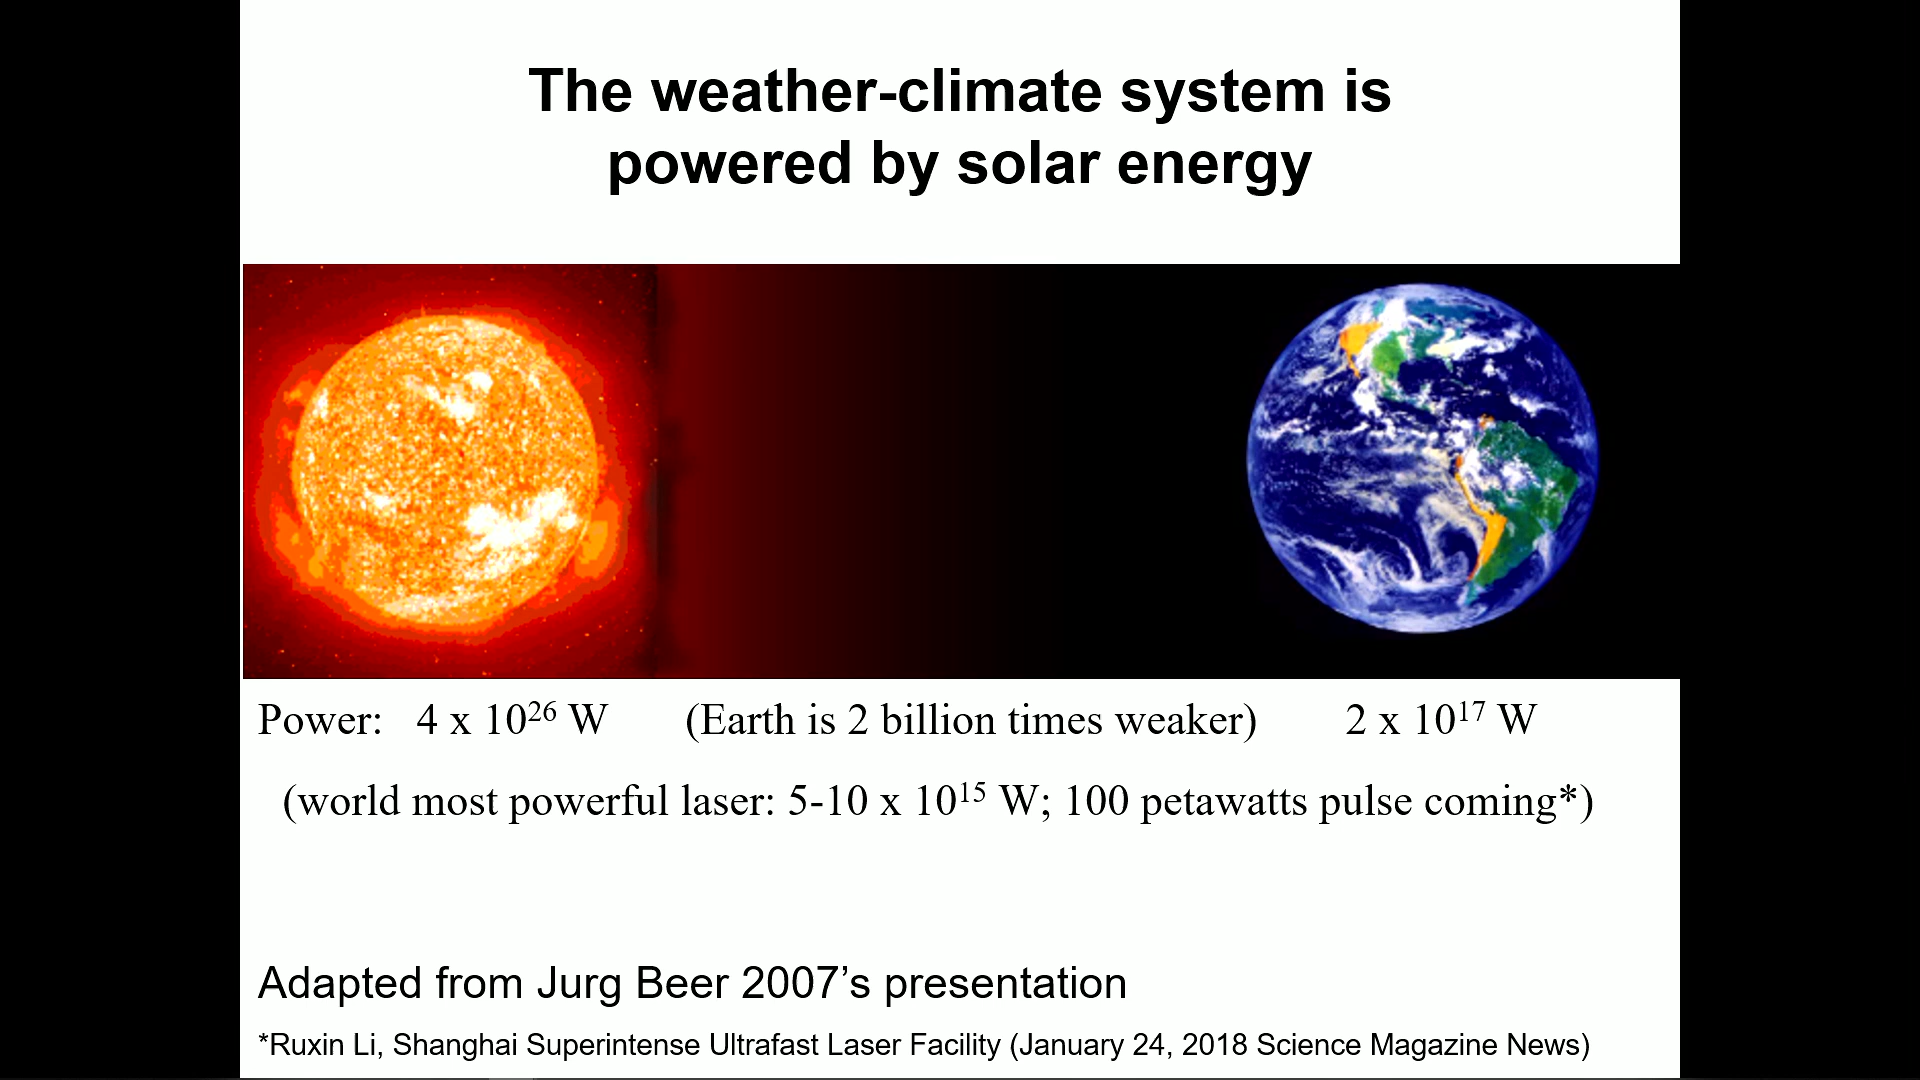 The weather-climate system is
powered by solar energy
Power: 4 x 10²⁶ W (Earth is 2 billion times weaker) 2 x 10¹⁷ W
(world most powerful laser: 5-10 x 10¹⁵ W; 100 petawatts pulse coming*)
Adapted from Jurg Beer 2007’s presentation
*Ruxin Li, Shanghai Superintense Ultrafast Laser Facility (January 24, 2018 Science Magazine News)